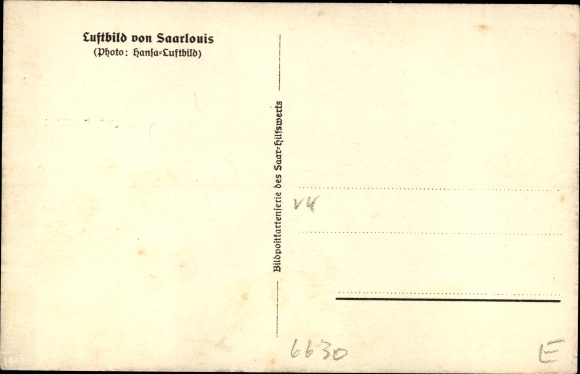 Luftbild von Saarlouis
(Photo: Hansa-Luftbild)
Bildpostkartenserie des Saar-Hilfswerks
VK
6630
E